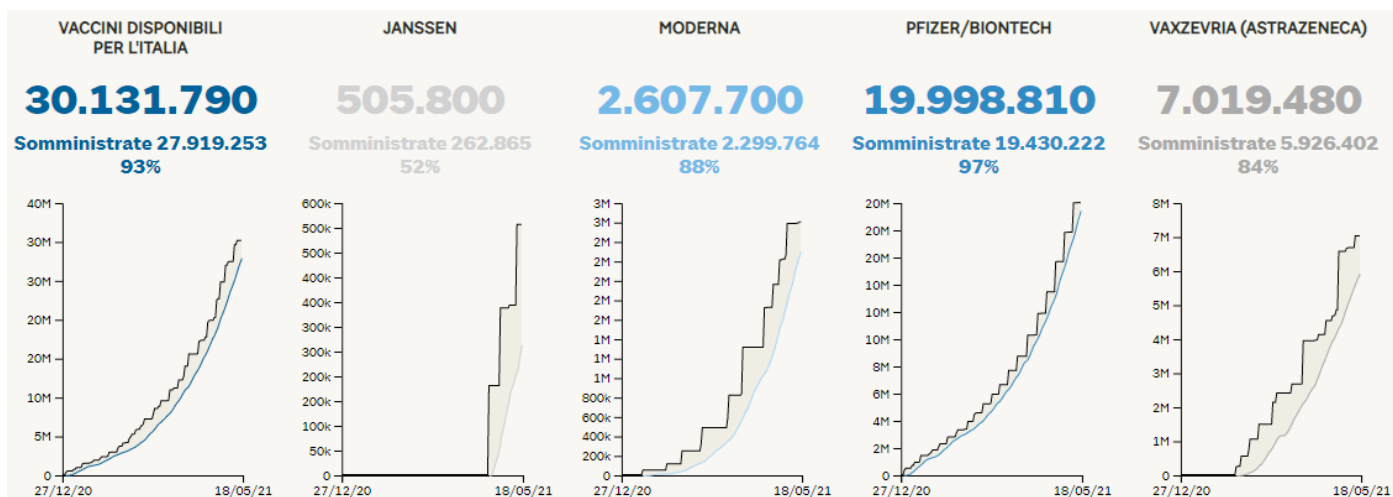 VACCINI DISPONIBILI
PER L'ITALIA
30.131.790
Somministrate 27.919.253
93%
40M
30M
30M
20M
20M
10M
5M
0
27/12/20
18/05/21
JANSSEN
505.800
Somministrate 262.865
52%
600k
500k
500k
400k
400k
300k
300k
200k
200k
100k
50k
0
27/12/20
18/05/21
MODERNA
2.607.700
Somministrate 2.299.764
88%
3M
3M
2M
2M
2M
2M
2M
1M
1M
1M
800k
600k
400k
200k
0
27/12/20
18/05/21
PFIZER/BIONTECH
19.998.810
Somministrate 19.430.222
97%
20M
20M
20M
10M
10M
10M
8M
6M
4M
2M
0
27/12/20
18/05/21
VAXZEVRIA (ASTRAZENECA)
7.019.480
Somministrate 5.926.402
84%
8M
7M
6M
5M
4M
3M
2M
1M
0
27/12/20
18/05/21